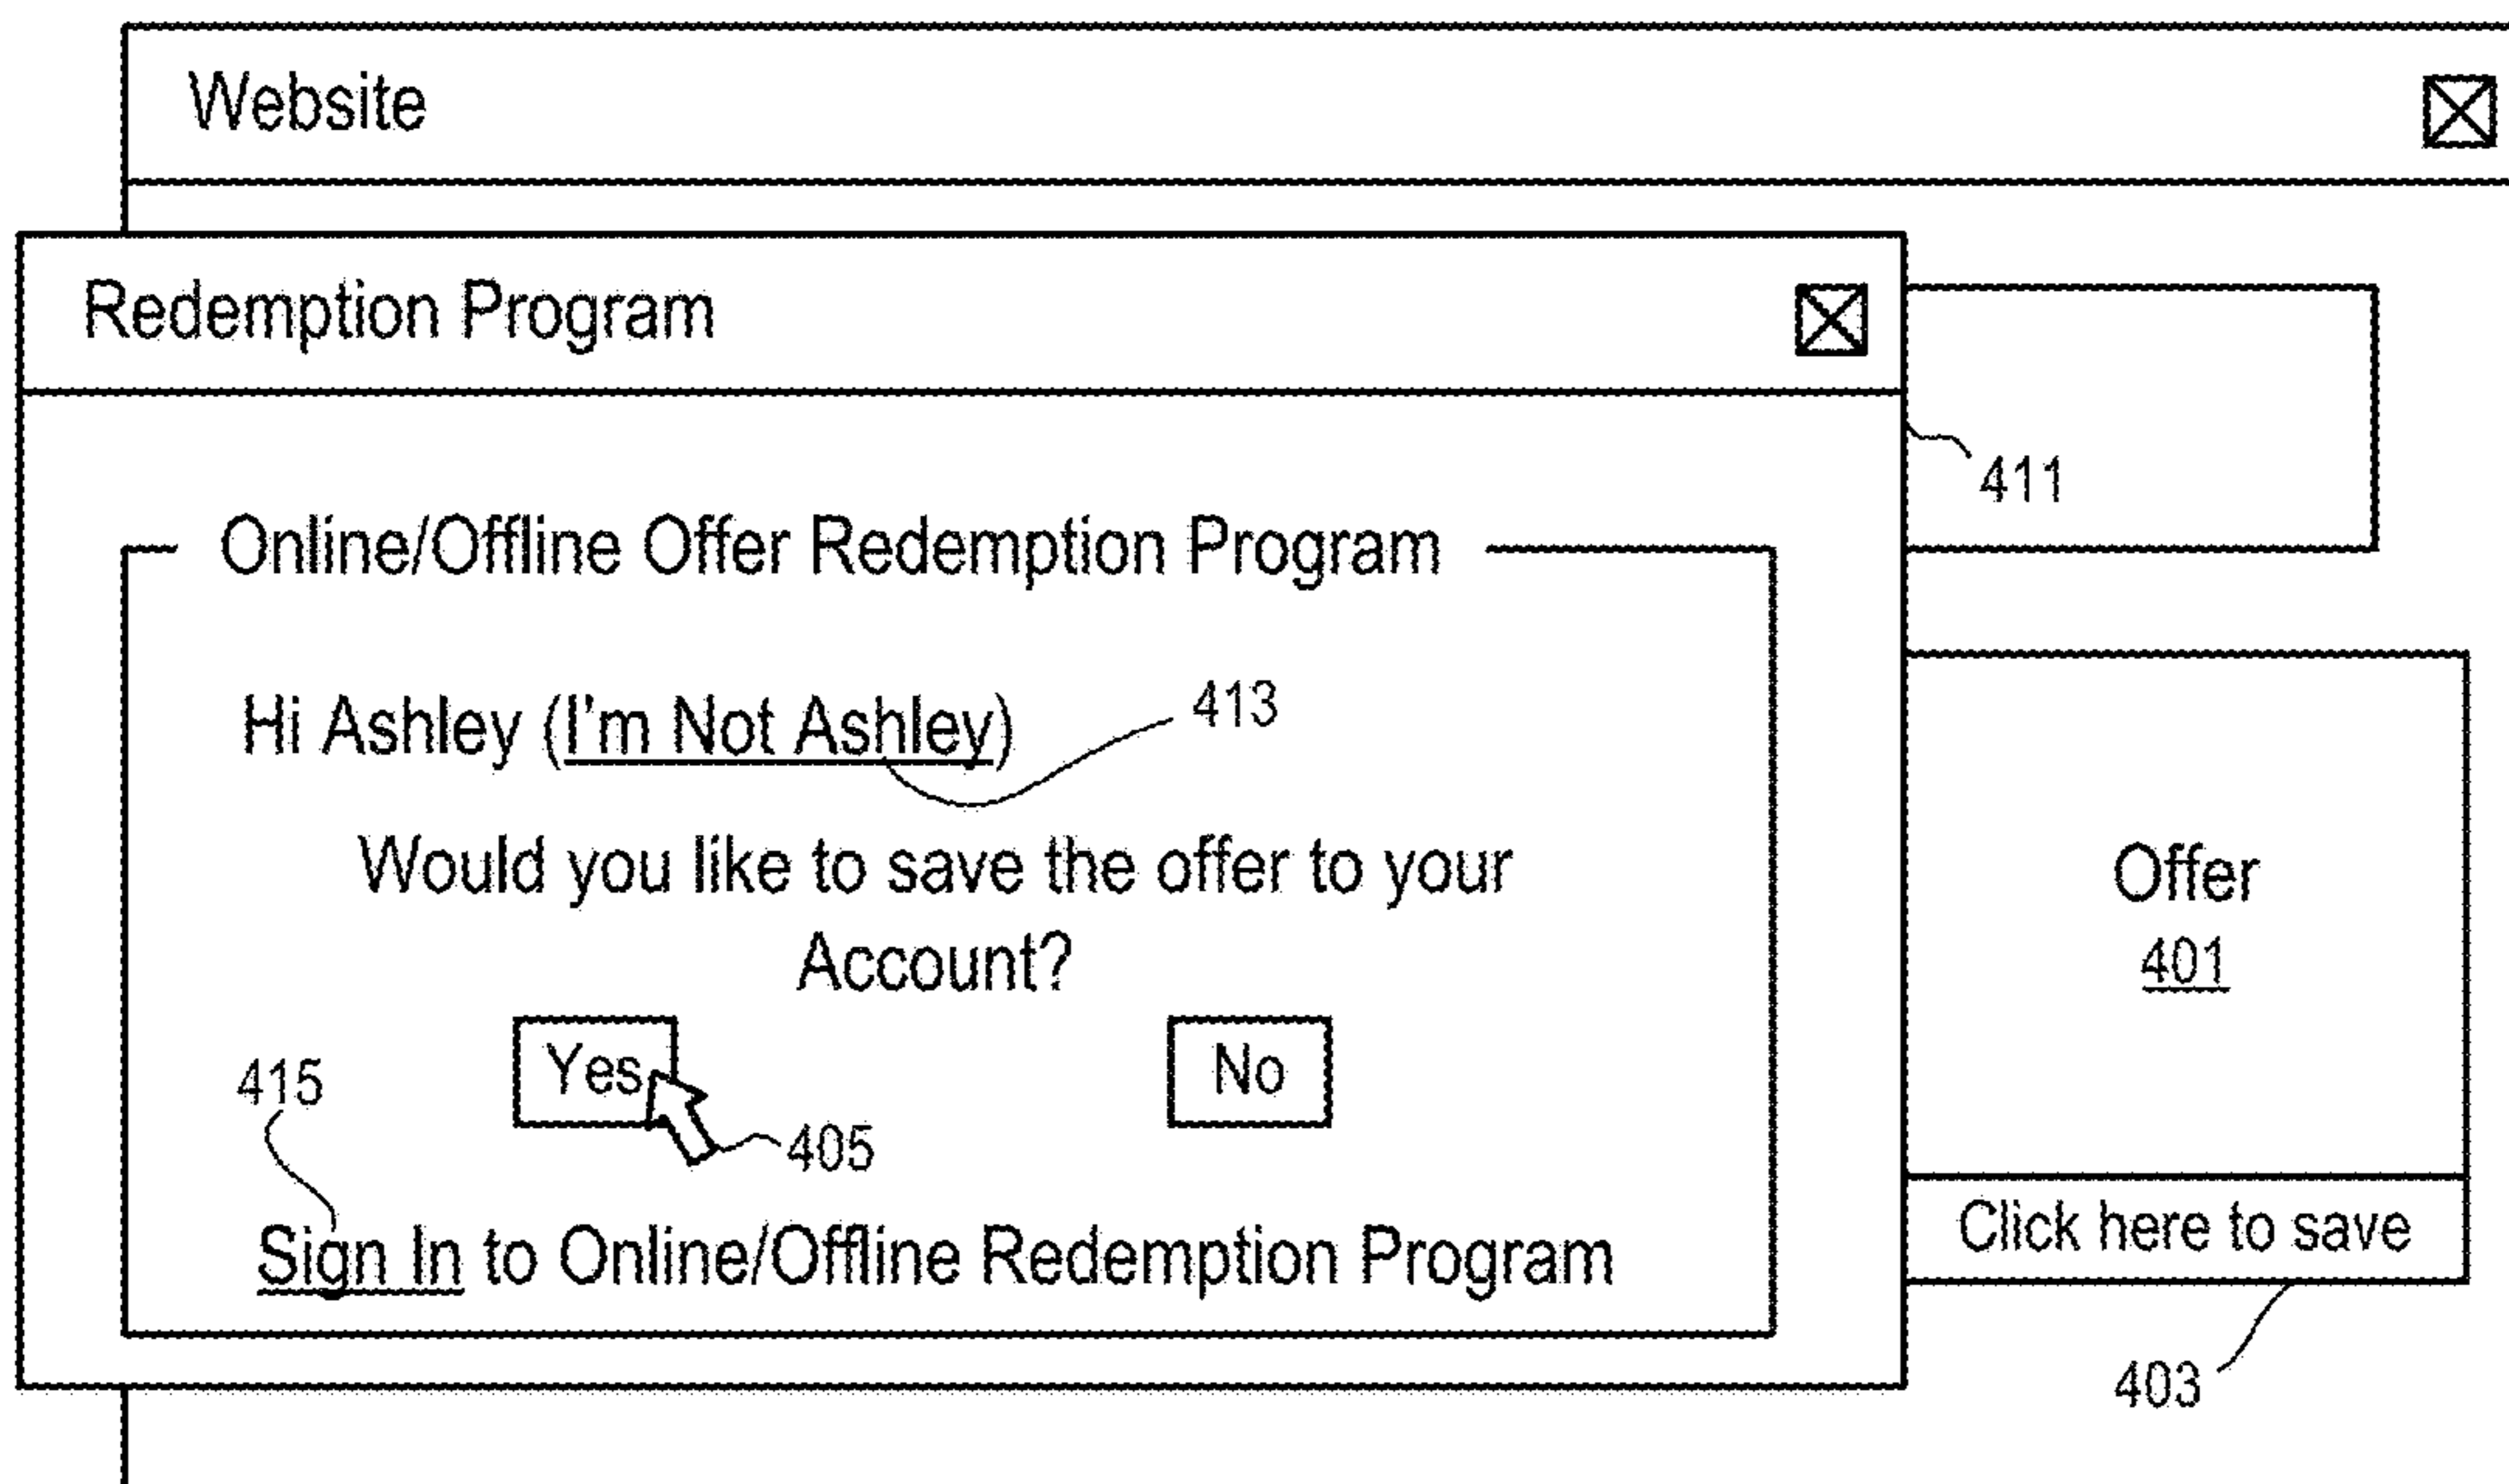 Website
Redemption Program
411
Online/Offline Offer Redemption Program
Hi Ashley (I'm Not Ashley)
413
Would you like to save the offer to your
Account?
Offer
401
Yes
No
415
405
Sign In to Online/Offline Redemption Program
Click here to save
403